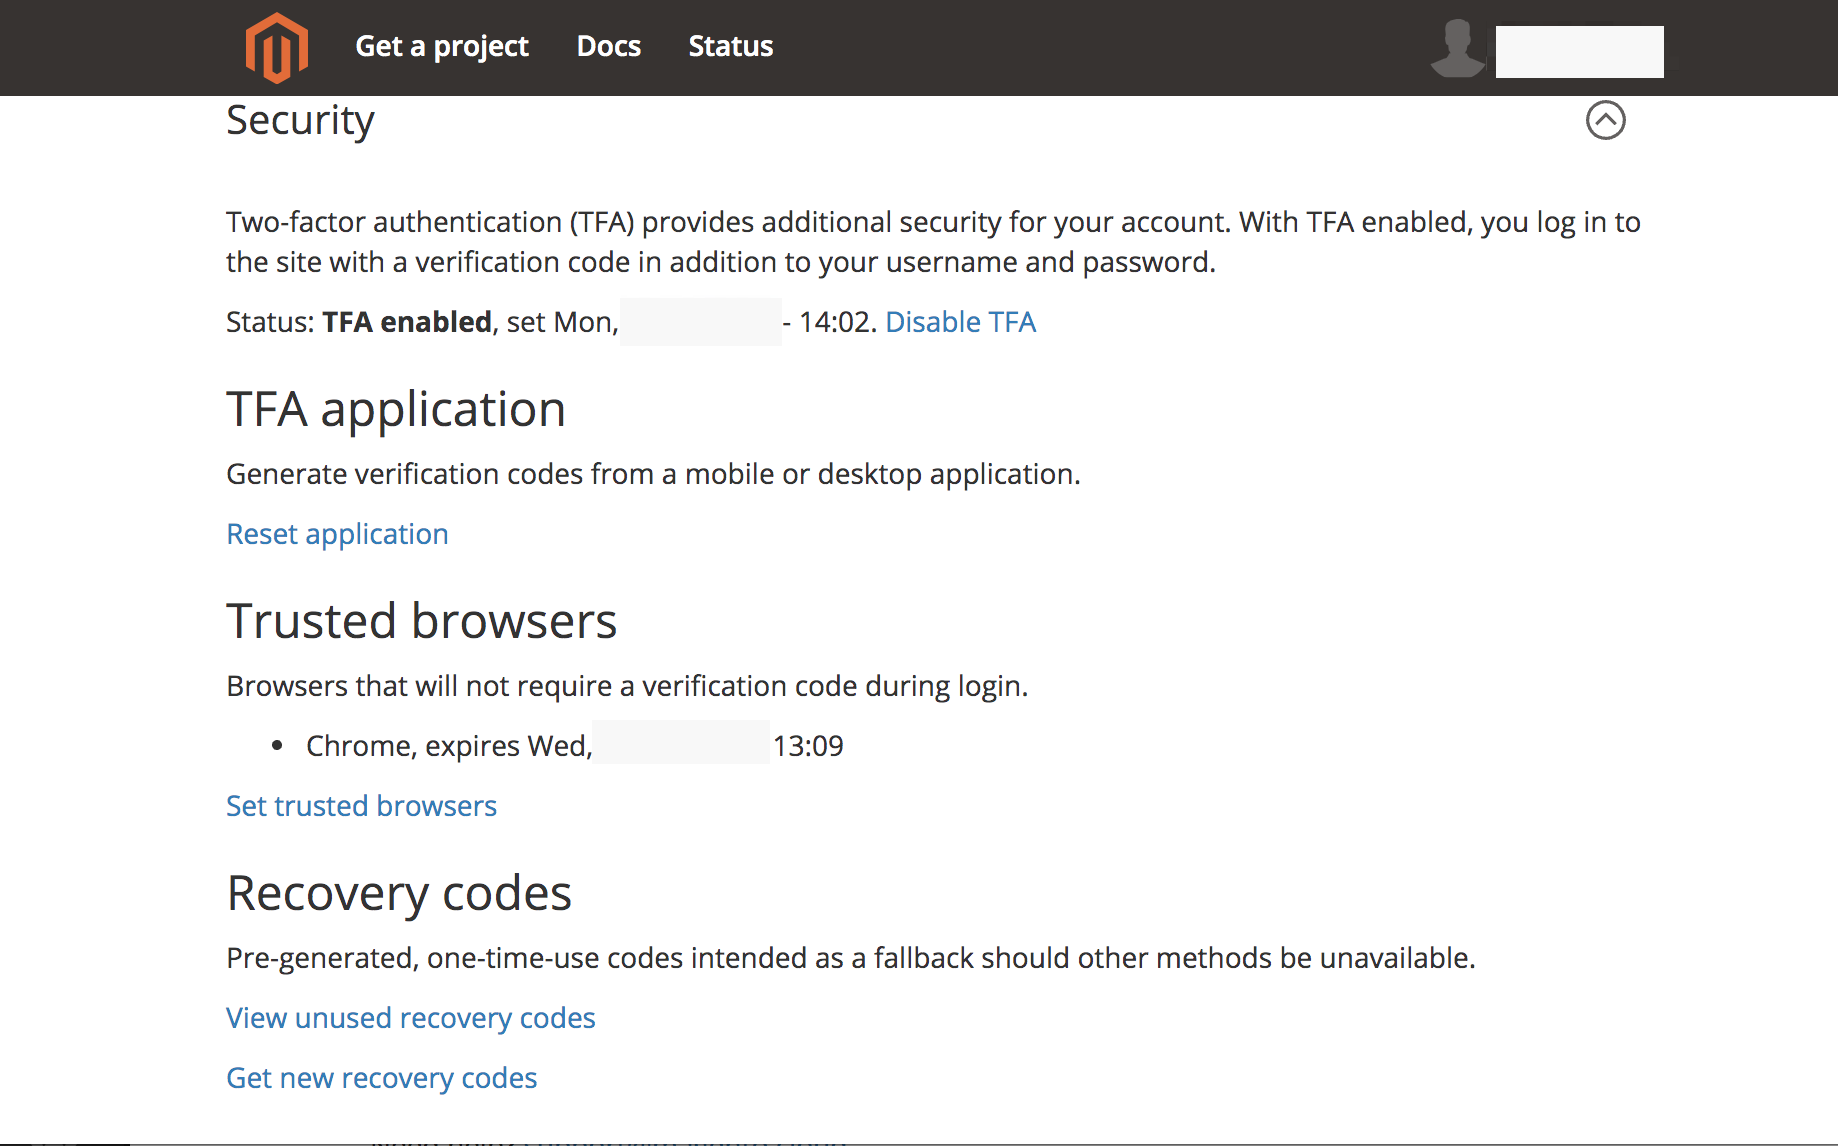 Get a project Docs Status
Security
Two-factor authentication (TFA) provides additional security for your account. With TFA enabled, you log in to
the site with a verification code in addition to your username and password.
Status: TFA enabled, set Mon, - 14:02. Disable TFA
TFA application
Generate verification codes from a mobile or desktop application.
Reset application
Trusted browsers
Browsers that will not require a verification code during login.
• Chrome, expires Wed, 13:09
Set trusted browsers
Recovery codes
Pre-generated, one-time-use codes intended as a fallback should other methods be unavailable.
View unused recovery codes
Get new recovery codes